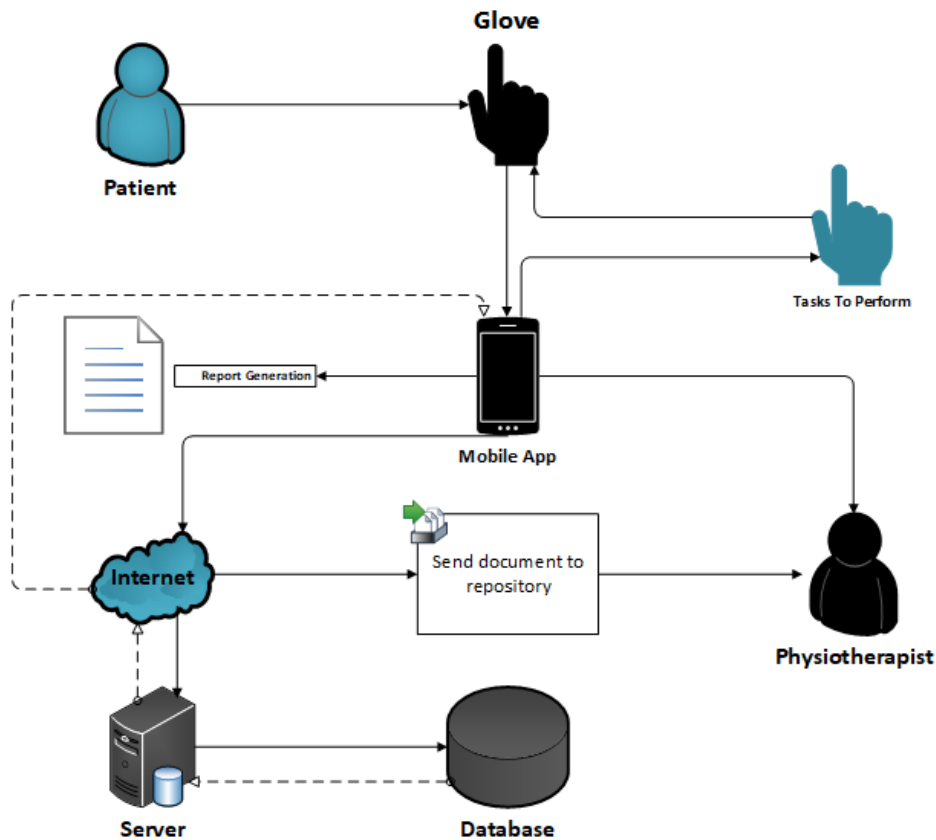 Glove
Patient
Tasks To Perform
Report Generation
Mobile App
Send document to
repository
Internet
Physiotherapist
Server
Database